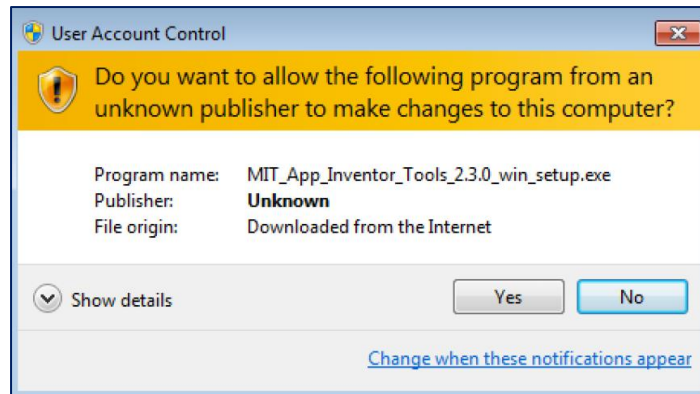 User Account Control
Do you want to allow the following program from an
unknown publisher to make changes to this computer?
Program name: MIT_App_Inventor_Tools_2.3.0_win_setup.exe
Publisher: Unknown
File origin: Downloaded from the Internet
Show details Yes No
Change when these notifications appear